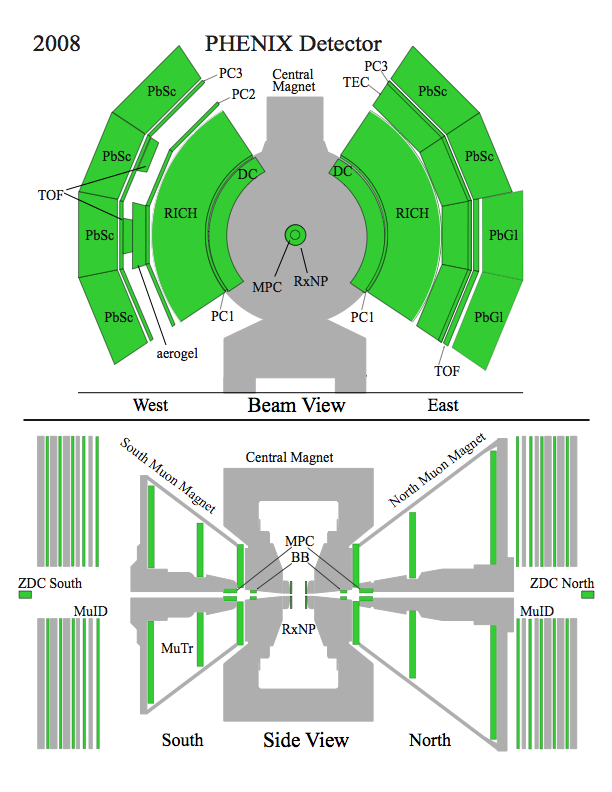 2008
PHENIX Detector
PC3
PC2
Central
Magnet
PC3
TEC
PbSc
PbSc
PbSc
PbSc
TOF
DC
DC
RICH
RICH
PbSc
PbGl
MPC
RxNP
PbSc
PC1
PC1
PbGl
aerogel
TOF
West
Beam View
East
South Muon Magnet
Central Magnet
North Muon Magnet
MPC
BB
ZDC South
ZDC North
MuID
MuID
RxNP
MuTr
South
Side View
North